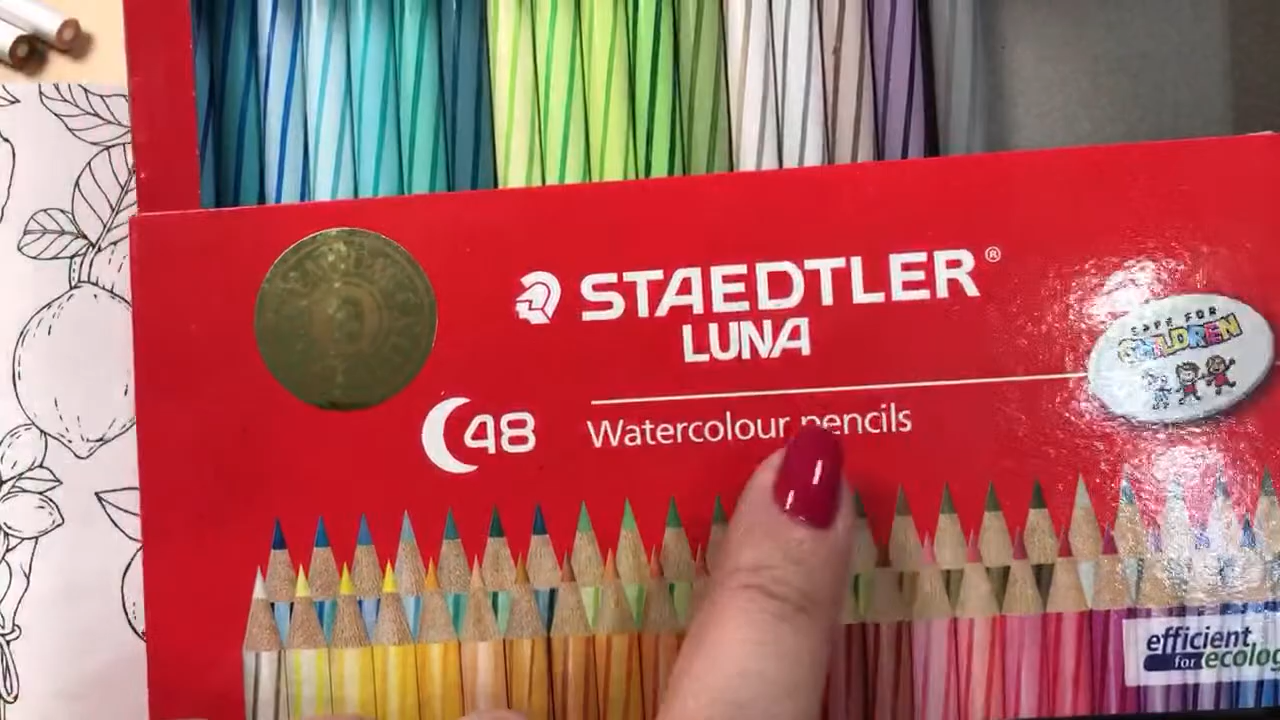 STAEDTLER®
LUNA
48
Watercolour pencils
SAFE FOR
CHILDREN
efficient
for ecolog